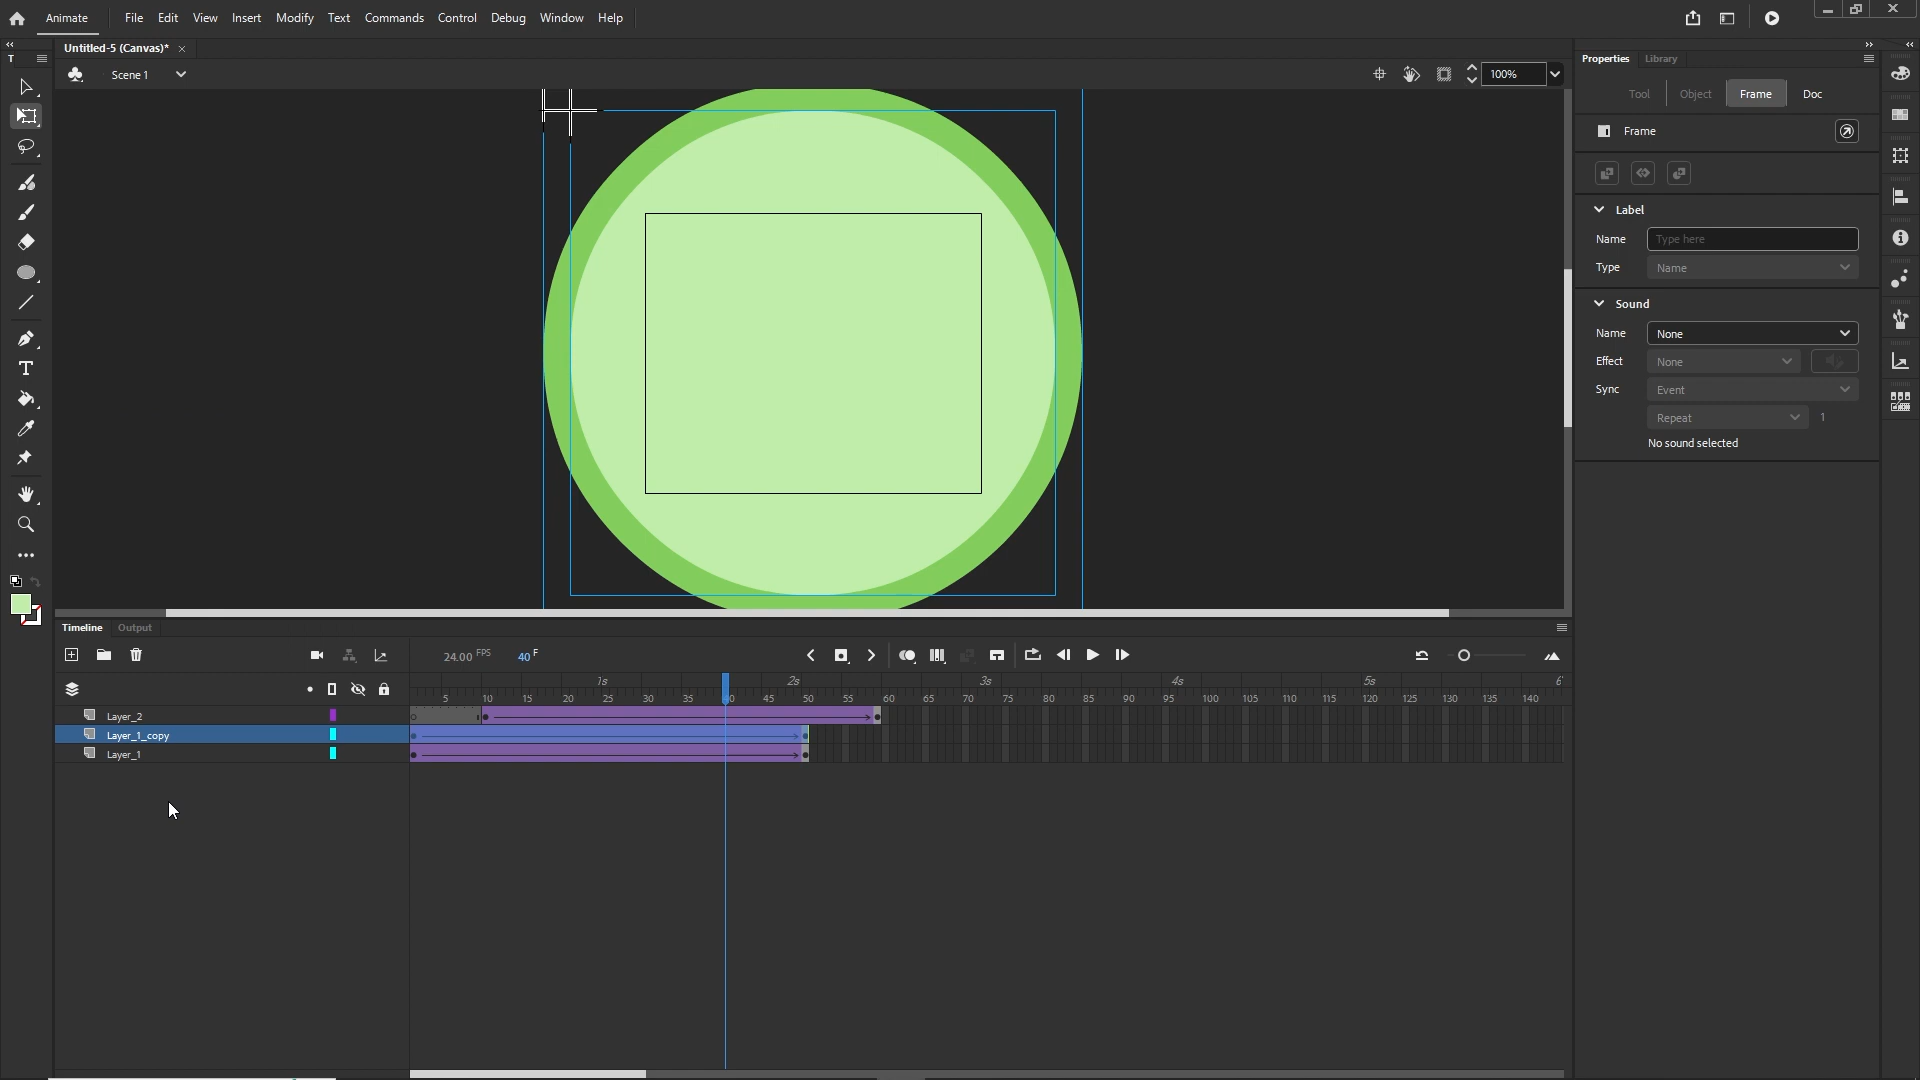 Animate File Edit View Insert Modify Text Commands Control Debug Window Help
Untitled-5 (Canvas)*
T
Scene 1
100%
Properties Library
Tool Object Frame Doc
Frame
Label
Name Type here
Type Name
Sound
Name None
Effect None
Sync Event
Repeat 1
No sound selected
Timeline Output
24.00 FPS 40 F
1s 2s 3s 4s 5s 6
5 10 15 20 25 30 35 40 45 50 55 60 65 70 75 80 85 90 95 100 105 110 115 120 125 130 135 140
Layer_2
Layer_1_copy
Layer_1